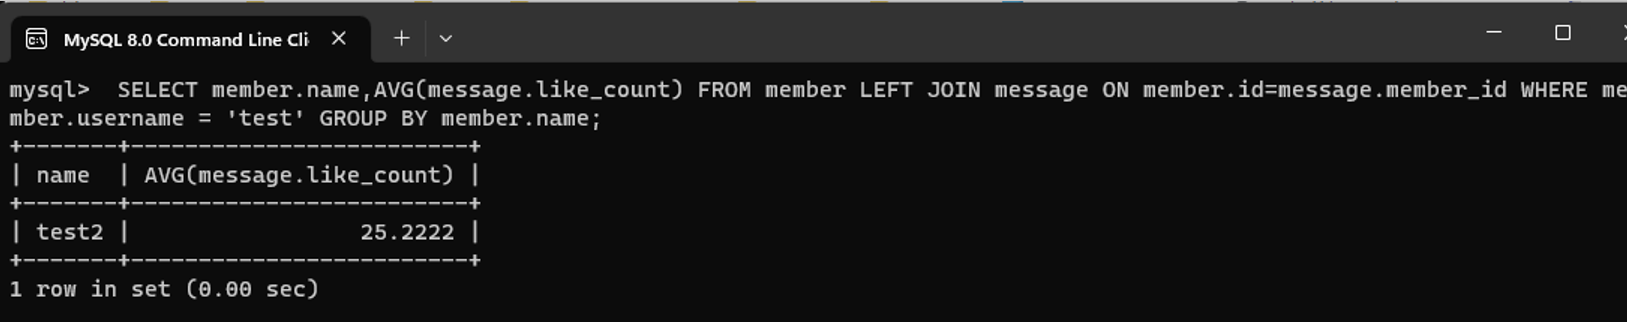 MySQL 8.0 Command Line Cli
mysql>  SELECT member.name,AVG(message.like_count) FROM member LEFT JOIN message ON member.id=message.member_id WHERE me
mber.username = 'test' GROUP BY member.name;
+-------+-------------------------+
| name  | AVG(message.like_count) |
+-------+-------------------------+
| test2 |                 25.2222 |
+-------+-------------------------+
1 row in set (0.00 sec)